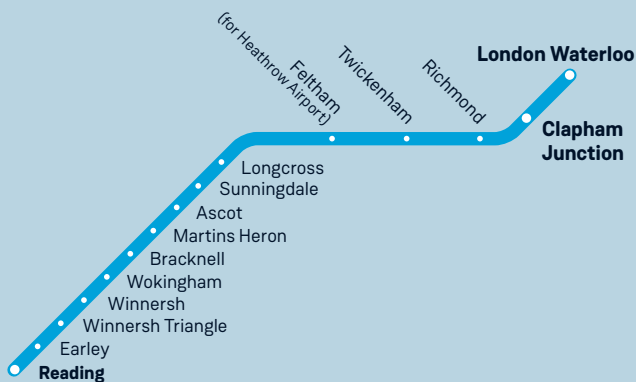 London Waterloo
Clapham
Junction
Richmond
Twickenham
Feltham
(for Heathrow Airport)
Longcross
Sunningdale
Ascot
Martins Heron
Bracknell
Wokingham
Winnersh
Winnersh Triangle
Earley
Reading